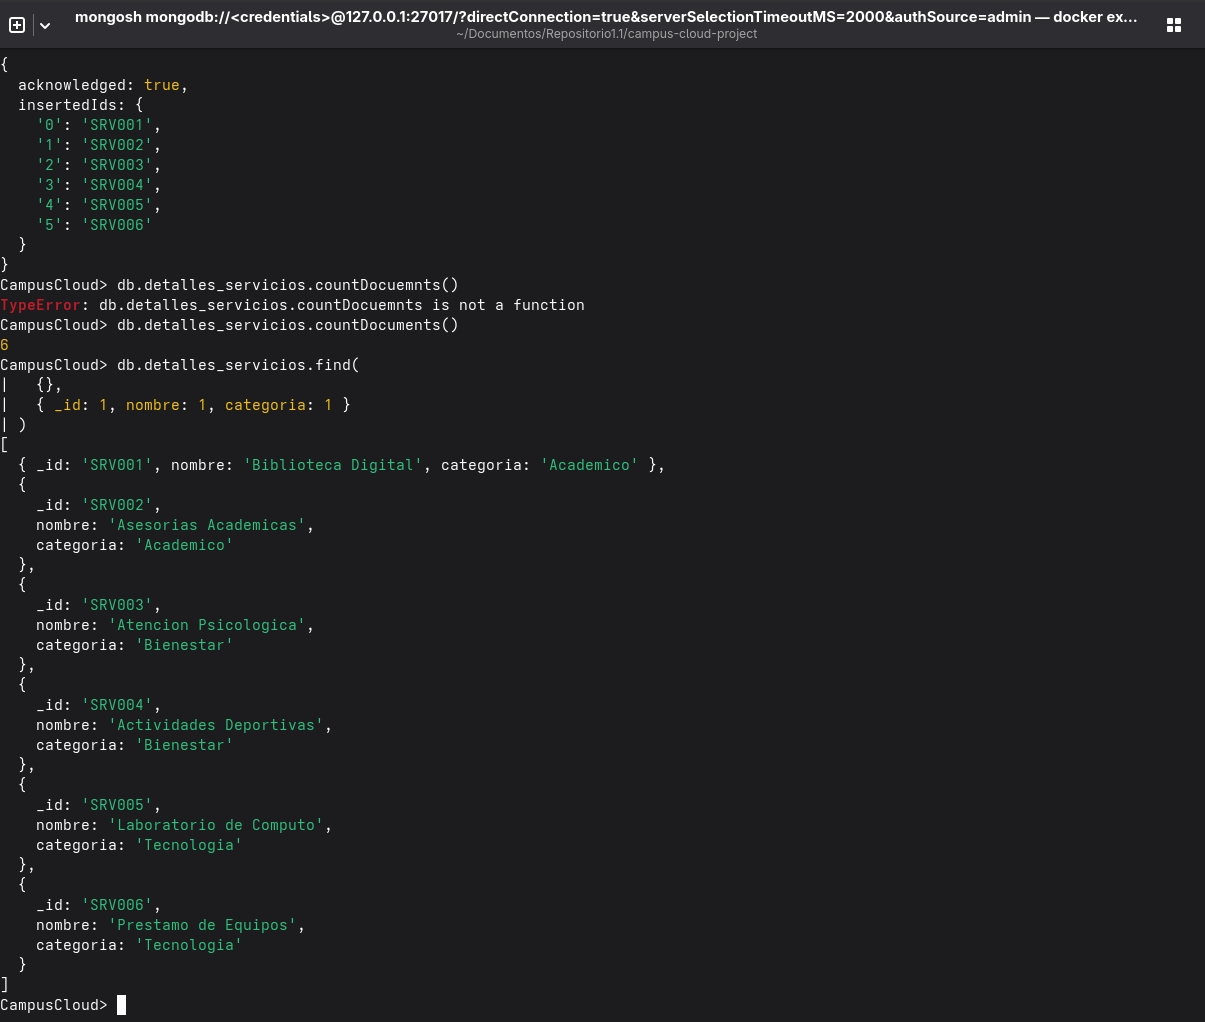 mongosh mongodb://<credentials>@127.0.0.1:27017/?directConnection=true&serverSelectionTimeoutMS=2000&authSource=admin — docker ex...
~/Documentos/Repositorio1.1/campus-cloud-project
{
  acknowledged: true,
  insertedIds: {
    '0': 'SRV001',
    '1': 'SRV002',
    '2': 'SRV003',
    '3': 'SRV004',
    '4': 'SRV005',
    '5': 'SRV006'
  }
}
CampusCloud> db.detalles_servicios.countDocuemnts()
TypeError: db.detalles_servicios.countDocuemnts is not a function
CampusCloud> db.detalles_servicios.countDocuments()
6
CampusCloud> db.detalles_servicios.find(
|   {},
|   { _id: 1, nombre: 1, categoria: 1 }
| )
[
  { _id: 'SRV001', nombre: 'Biblioteca Digital', categoria: 'Academico' },
  {
    _id: 'SRV002',
    nombre: 'Asesorias Academicas',
    categoria: 'Academico'
  },
  {
    _id: 'SRV003',
    nombre: 'Atencion Psicologica',
    categoria: 'Bienestar'
  },
  {
    _id: 'SRV004',
    nombre: 'Actividades Deportivas',
    categoria: 'Bienestar'
  },
  {
    _id: 'SRV005',
    nombre: 'Laboratorio de Computo',
    categoria: 'Tecnologia'
  },
  {
    _id: 'SRV006',
    nombre: 'Prestamo de Equipos',
    categoria: 'Tecnologia'
  }
]
CampusCloud>